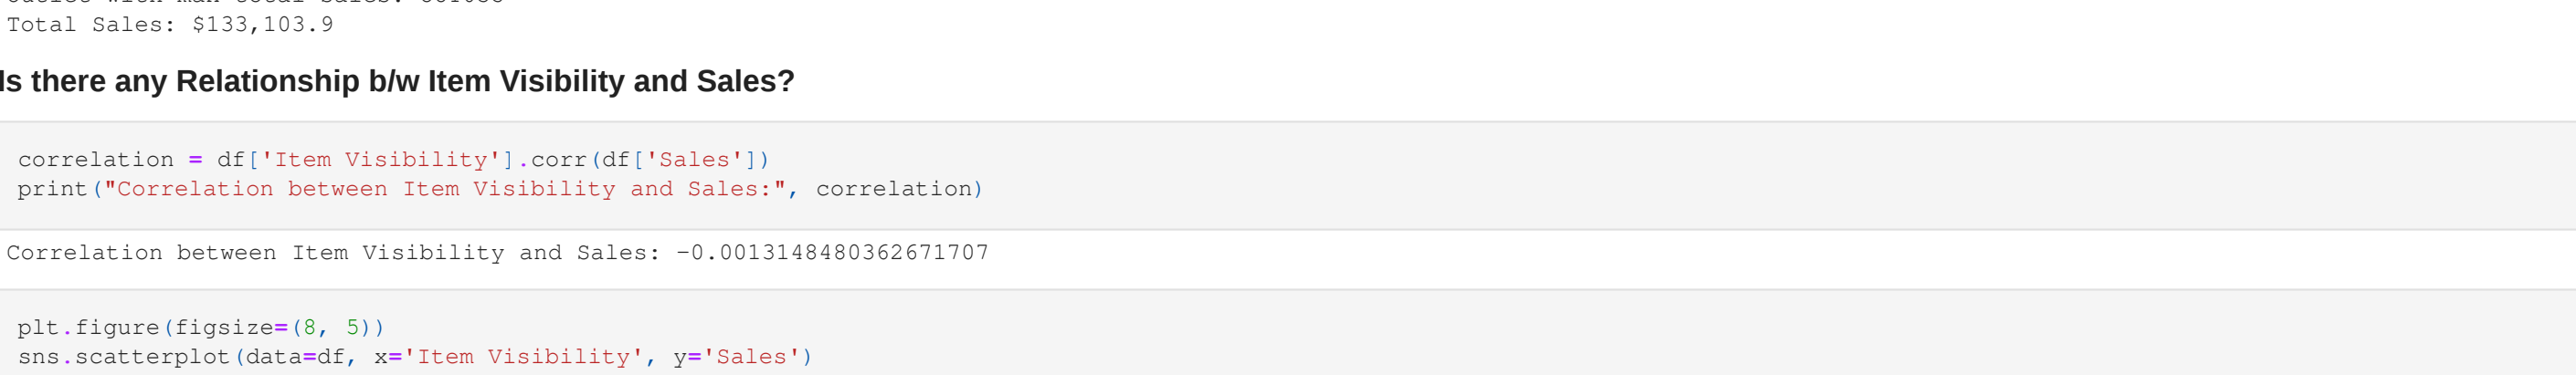 Total Sales: $133,103.9
Is there any Relationship b/w Item Visibility and Sales?
correlation = df['Item Visibility'].corr(df['Sales'])
print("Correlation between Item Visibility and Sales:", correlation)
Correlation between Item Visibility and Sales: -0.0013148480362671707
plt.figure(figsize=(8, 5))
sns.scatterplot(data=df, x='Item Visibility', y='Sales')